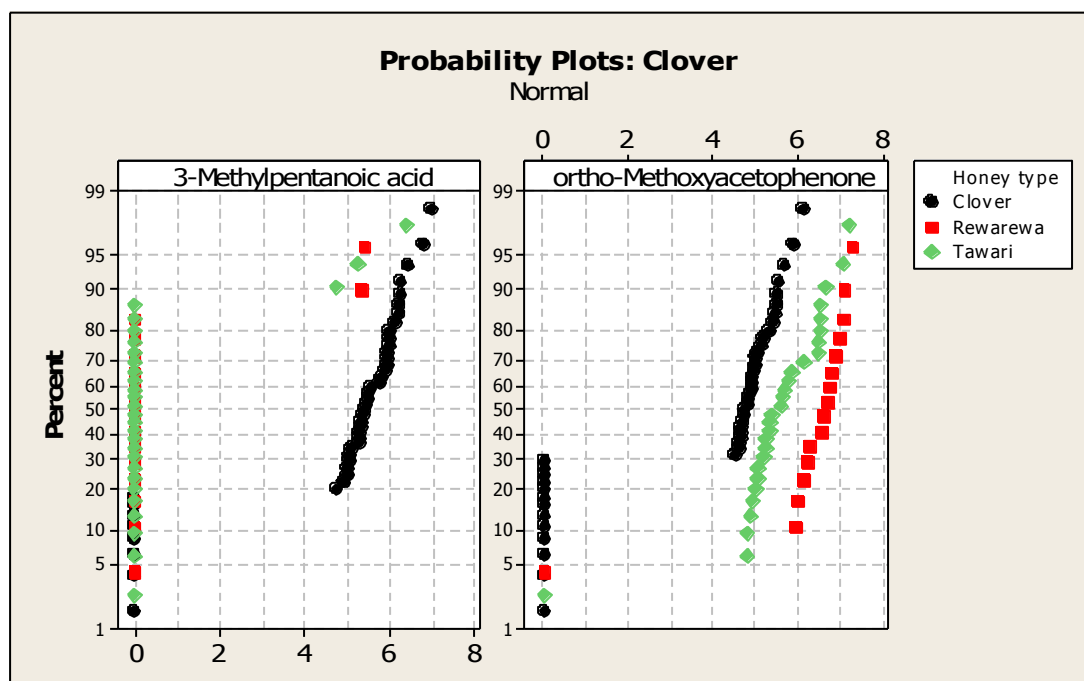 Probability Plots: Clover
Normal
0 2 4 6 8
3-Methylpentanoic acid
ortho-Methoxyacetophenone
Honey type
Clover
Rewarewa
Tawari
Percent
99
95
90
80
70
60
50
40
30
20
10
5
1
99
95
90
80
70
60
50
40
30
20
10
5
1
0 2 4 6 8